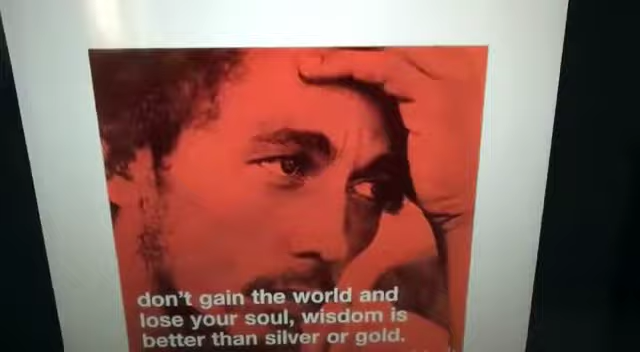 don't gain the world and
lose your soul, wisdom is
better than silver or gold.